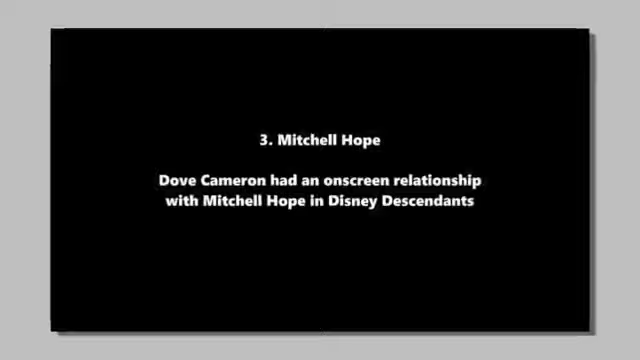 3. Mitchell Hope
Dove Cameron had an onscreen relationship
with Mitchell Hope in Disney Descendants